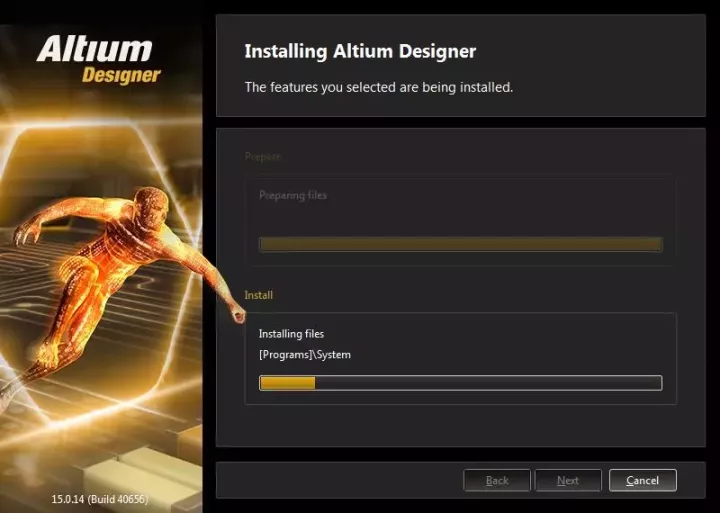 Altium
Designer
Installing Altium Designer
The features you selected are being installed.
Prepare
Preparing files
Install
Installing files
[Programs]\System
15.0.14 (Build 40656)
Back
Next
Cancel